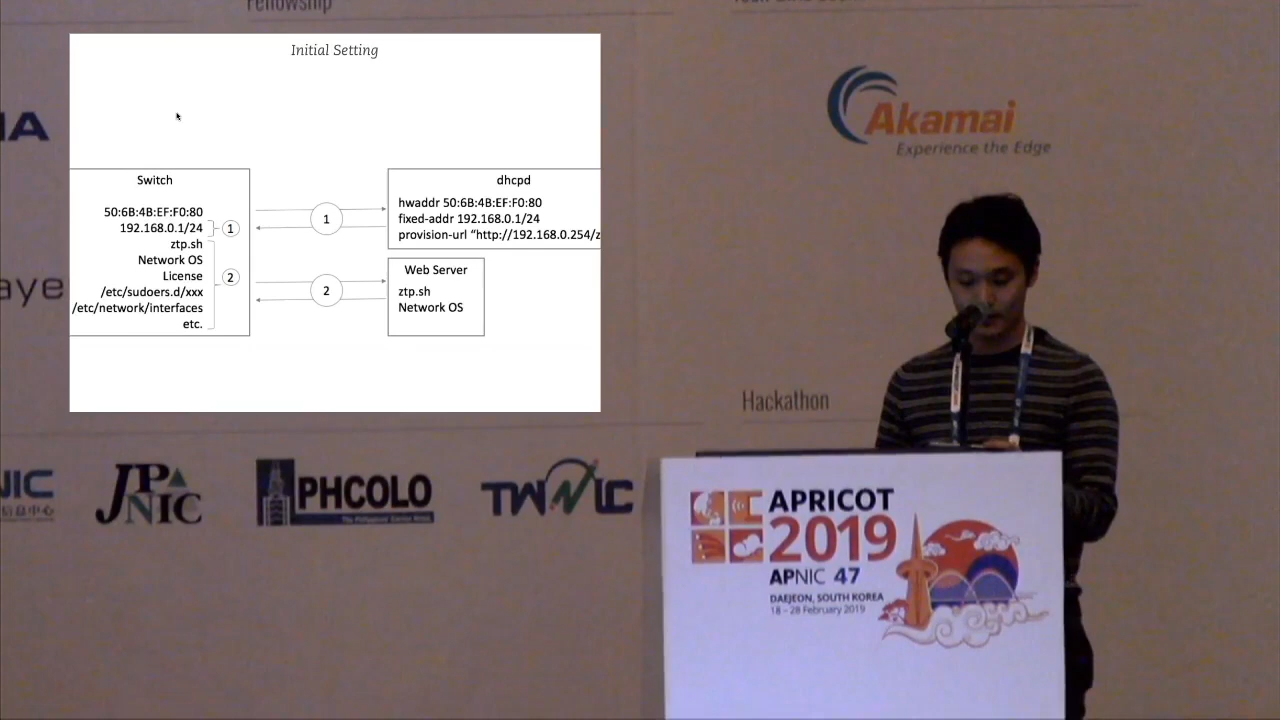 Fellowship
Initial Setting
Switch
50:6B:4B:EF:F0:80
192.168.0.1/24
1
ztp.sh
Network OS
License
2
/etc/sudoers.d/xxx
/etc/network/interfaces
etc.
1
2
dhcpd
hwaddr 50:6B:4B:EF:F0:80
fixed-addr 192.168.0.1/24
provision-url “http://192.168.0.254/z
Web Server
ztp.sh
Network OS
Akamai
Experience the Edge
Hackathon
JPNIC
PHCOLO
TWNIC
APRICOT
2019
APNIC 47
DAEJEON, SOUTH KOREA
18 – 28 February 2019